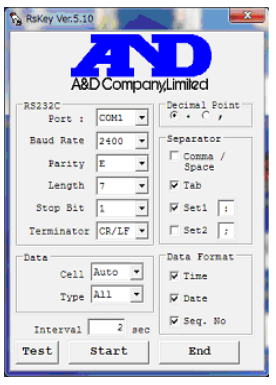 RsKey Ver.5.10
AND
A&D Company,Limited
RS232C
Port : COM1
Baud Rate 2400
Parity E
Length 7
Stop Bit 1
Terminator CR/LF
Decimal Point
. ,
Separator
Comma /
Space
Tab
Set1 :
Set2 ;
Data
Cell Auto
Type All
Interval 2 sec
Data Format
Time
Date
Seq. No
Test Start End